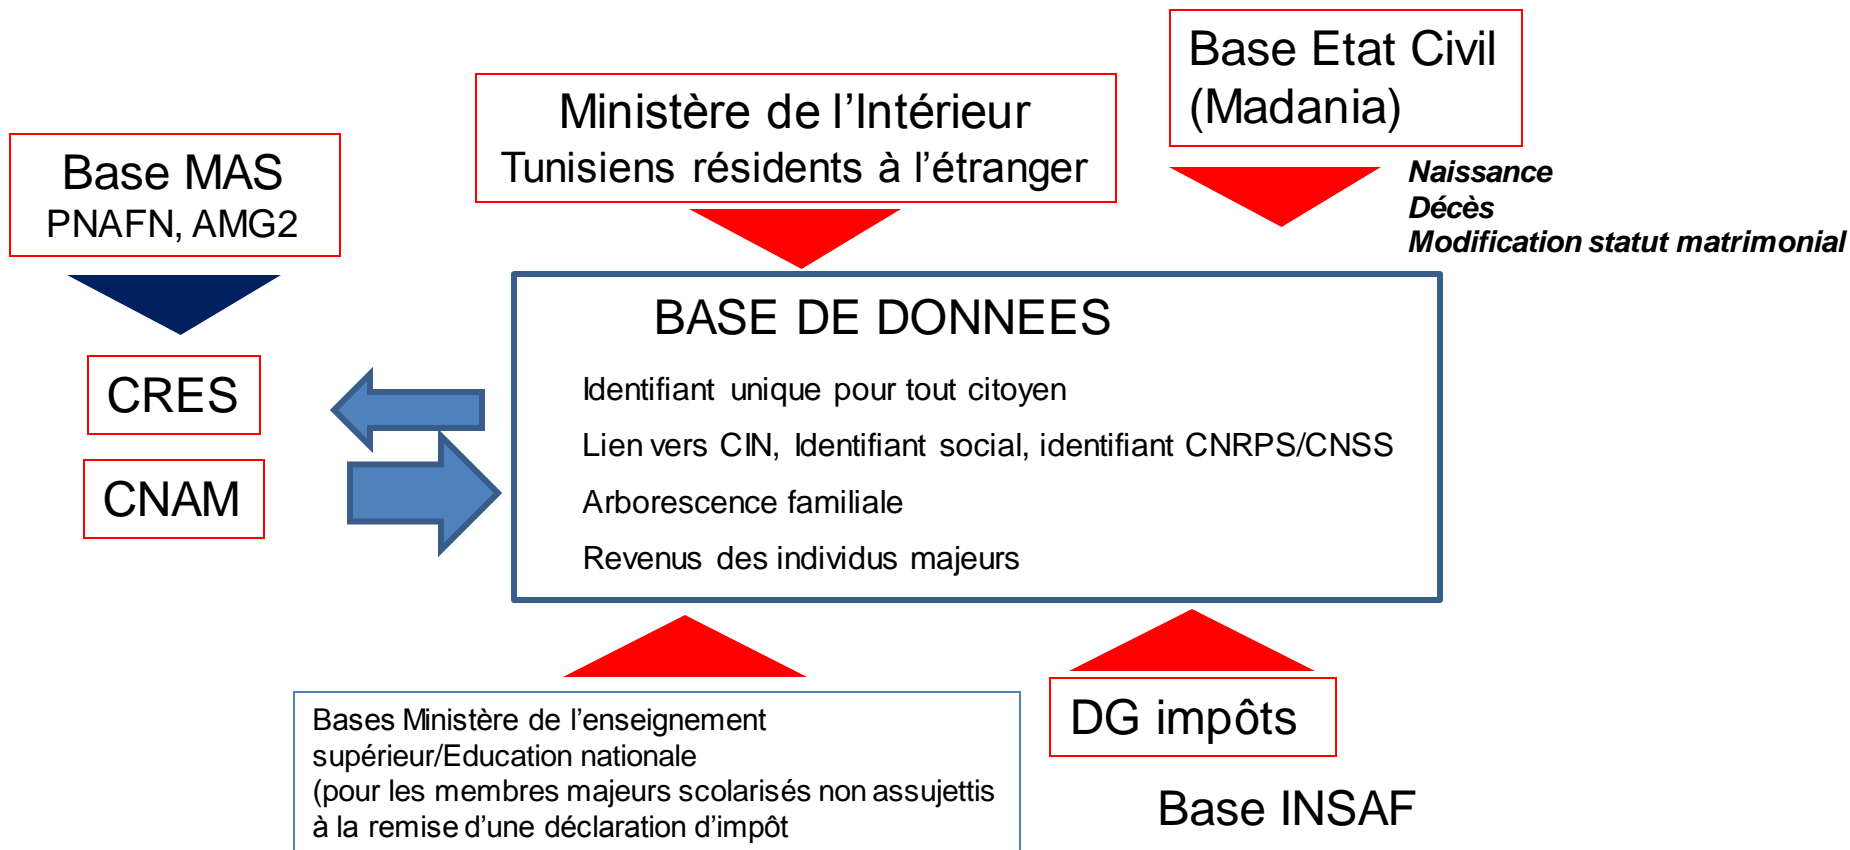 Base Etat Civil
(Madania)
Ministère de l’Intérieur
Tunisiens résidents à l’étranger
Base MAS
PNAFN, AMG2
Naissance
Décès
Modification statut matrimonial
BASE DE DONNEES
Identifiant unique pour tout citoyen
Lien vers CIN, Identifiant social, identifiant CNRPS/CNSS
Arborescence familiale
Revenus des individus majeurs
CRES
CNAM
Bases Ministère de l’enseignement
supérieur/Education nationale
(pour les membres majeurs scolarisés non assujettis
à la remise d’une déclaration d’impôt
DG impôts
Base INSAF